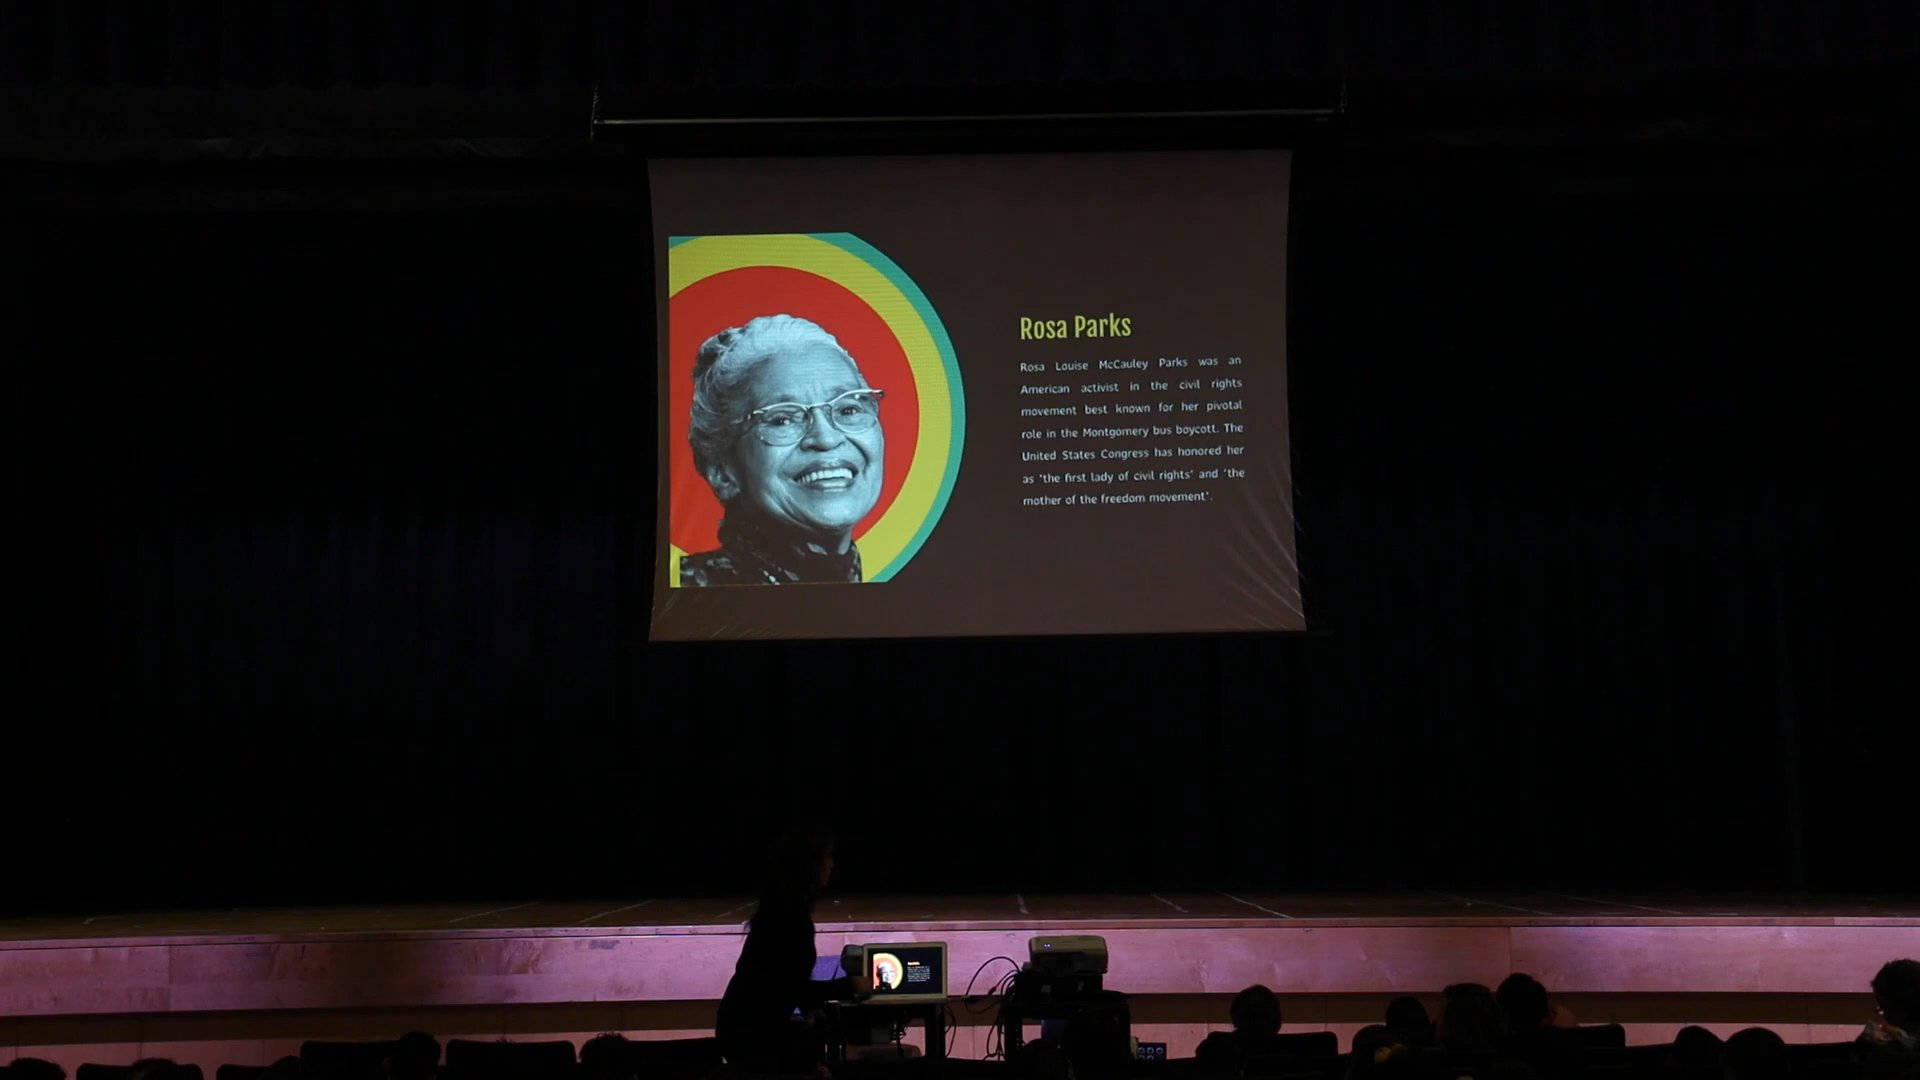 Rosa Parks
Rosa Louise McCauley Parks was an
American activist in the civil rights
movement best known for her pivotal
role in the Montgomery bus boycott. The
United States Congress has honored her
as 'the first lady of civil rights' and 'the
mother of the freedom movement'.